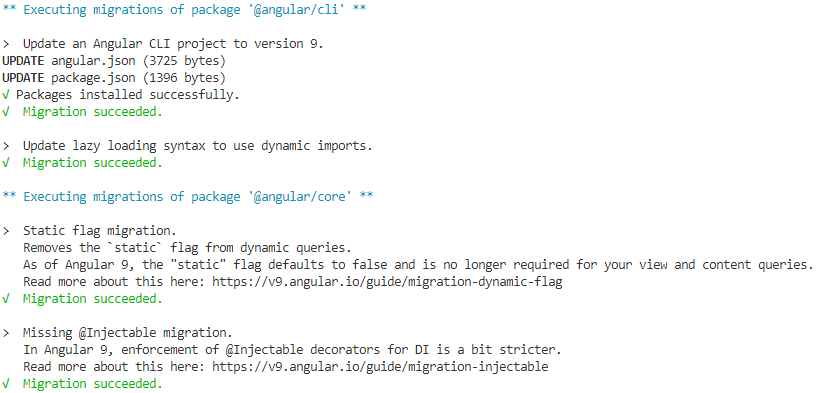 ** Executing migrations of package '@angular/cli' **
>  Update an Angular CLI project to version 9.
UPDATE angular.json (3725 bytes)
UPDATE package.json (1396 bytes)
√ Packages installed successfully.
√  Migration succeeded.
>  Update lazy loading syntax to use dynamic imports.
√  Migration succeeded.
** Executing migrations of package '@angular/core' **
>  Static flag migration.
   Removes the `static` flag from dynamic queries.
   As of Angular 9, the "static" flag defaults to false and is no longer required for your view and content queries.
   Read more about this here: https://v9.angular.io/guide/migration-dynamic-flag
√  Migration succeeded.
>  Missing @Injectable migration.
   In Angular 9, enforcement of @Injectable decorators for DI is a bit stricter.
   Read more about this here: https://v9.angular.io/guide/migration-injectable
√  Migration succeeded.